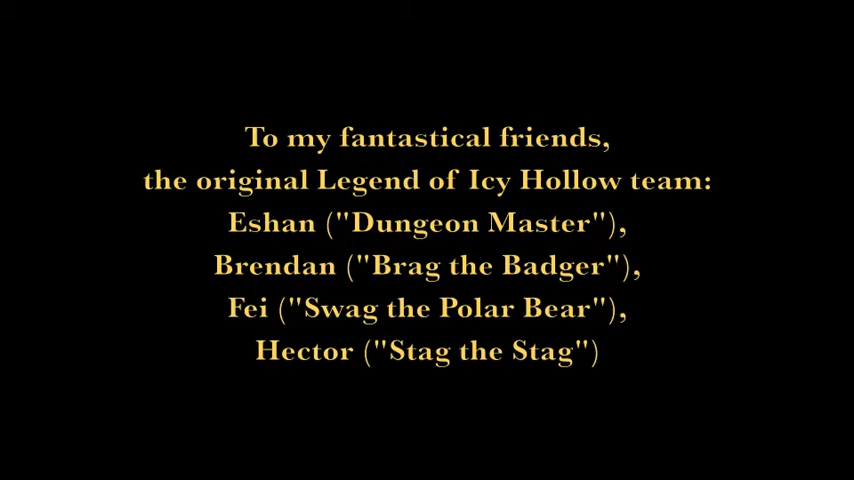 To my fantastical friends,
the original Legend of Icy Hollow team:
Eshan ("Dungeon Master"),
Brendan ("Brag the Badger"),
Fei ("Swag the Polar Bear"),
Hector ("Stag the Stag")